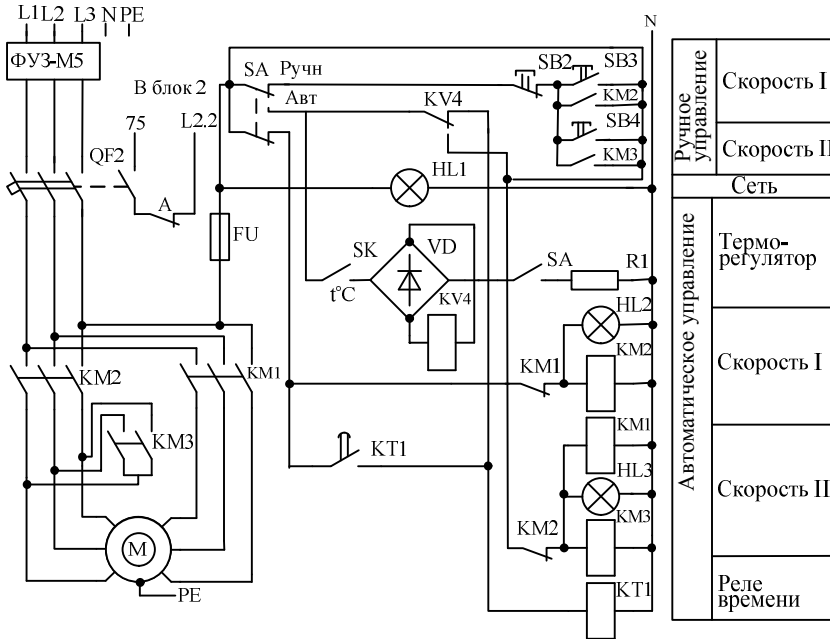 L1 L2 L3 N PE
ФУЗ-М5
В блок 2
SA
Ручн
Авт
KV4
SB2
SB3
KM2
SB4
KM3
75
L2.2
QF2
A
HL1
FU
SK
t°C
VD
KV4
SA
R1
HL2
KM2
KM1
KM2
KM1
KM3
KT1
KM1
HL3
KM3
KM2
KT1
M
PE
N
Ручное
управление
Скорость I
Скорость II
Сеть
Автоматическое управление
Термо-
регулятор
Скорость I
Скорость II
Реле
времени